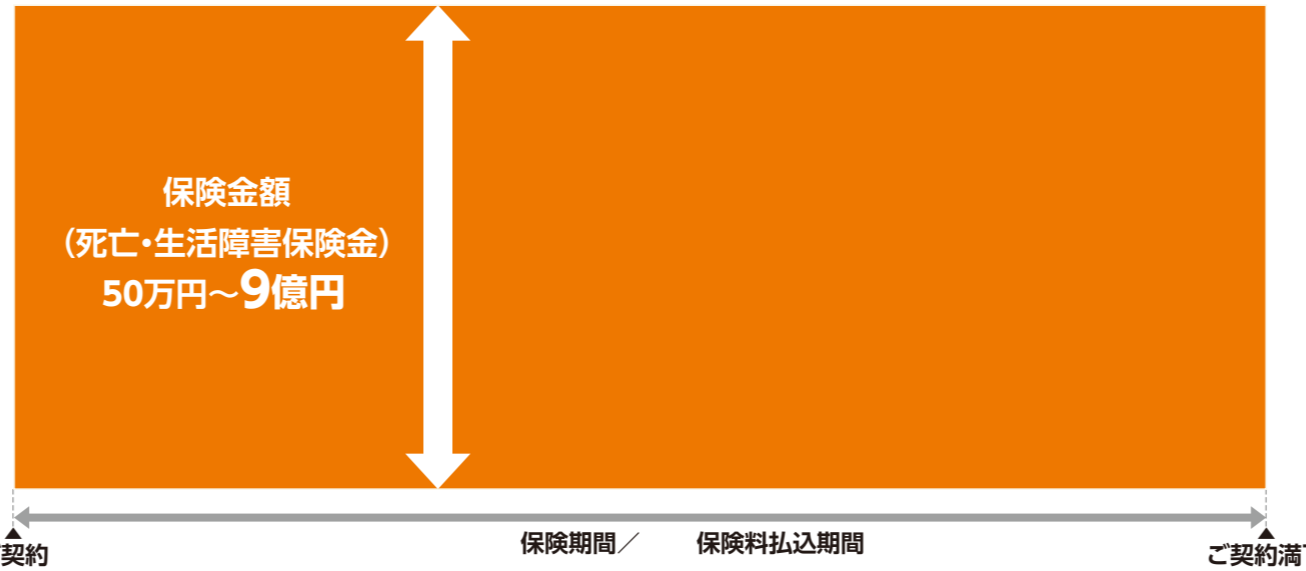 保険金額
（死亡・生活障害保険金）
50万円～9億円
保険期間／　保険料払込期間
契約
ご契約満